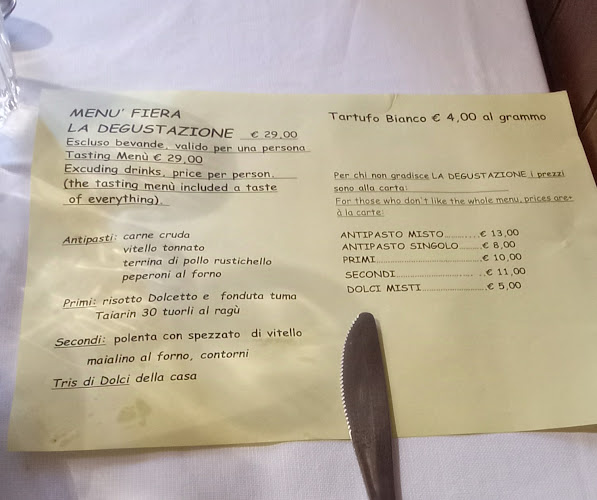 MENU' FIERA
LA DEGUSTAZIONE € 29,00
Escluso bevande, valido per una persona
Tasting Menù € 29,00
Excuding drinks, price per person.
(the tasting menù included a taste
of everything).
Antipasti: carne cruda
vitello tonnato
terrina di pollo rustichello
peperoni al forno
Primi: risotto Dolcetto e fonduta tuma
Taiarin 30 tuorli al ragù
Secondi: polenta con spezzato di vitello
maialino al forno, contorni
Tris di Dolci della casa
Tartufo Bianco € 4,00 al grammo
Per chi non gradisce LA DEGUSTAZIONE i prezzi
sono alla carta:
For those who don't like the whole menu, prices are
à la carte:
ANTIPASTO MISTO..........€ 13,00
ANTIPASTO SINGOLO.......€ 8,00
PRIMI................................€ 10,00
SECONDI..........................€ 11,00
DOLCI MISTI....................€ 5,00